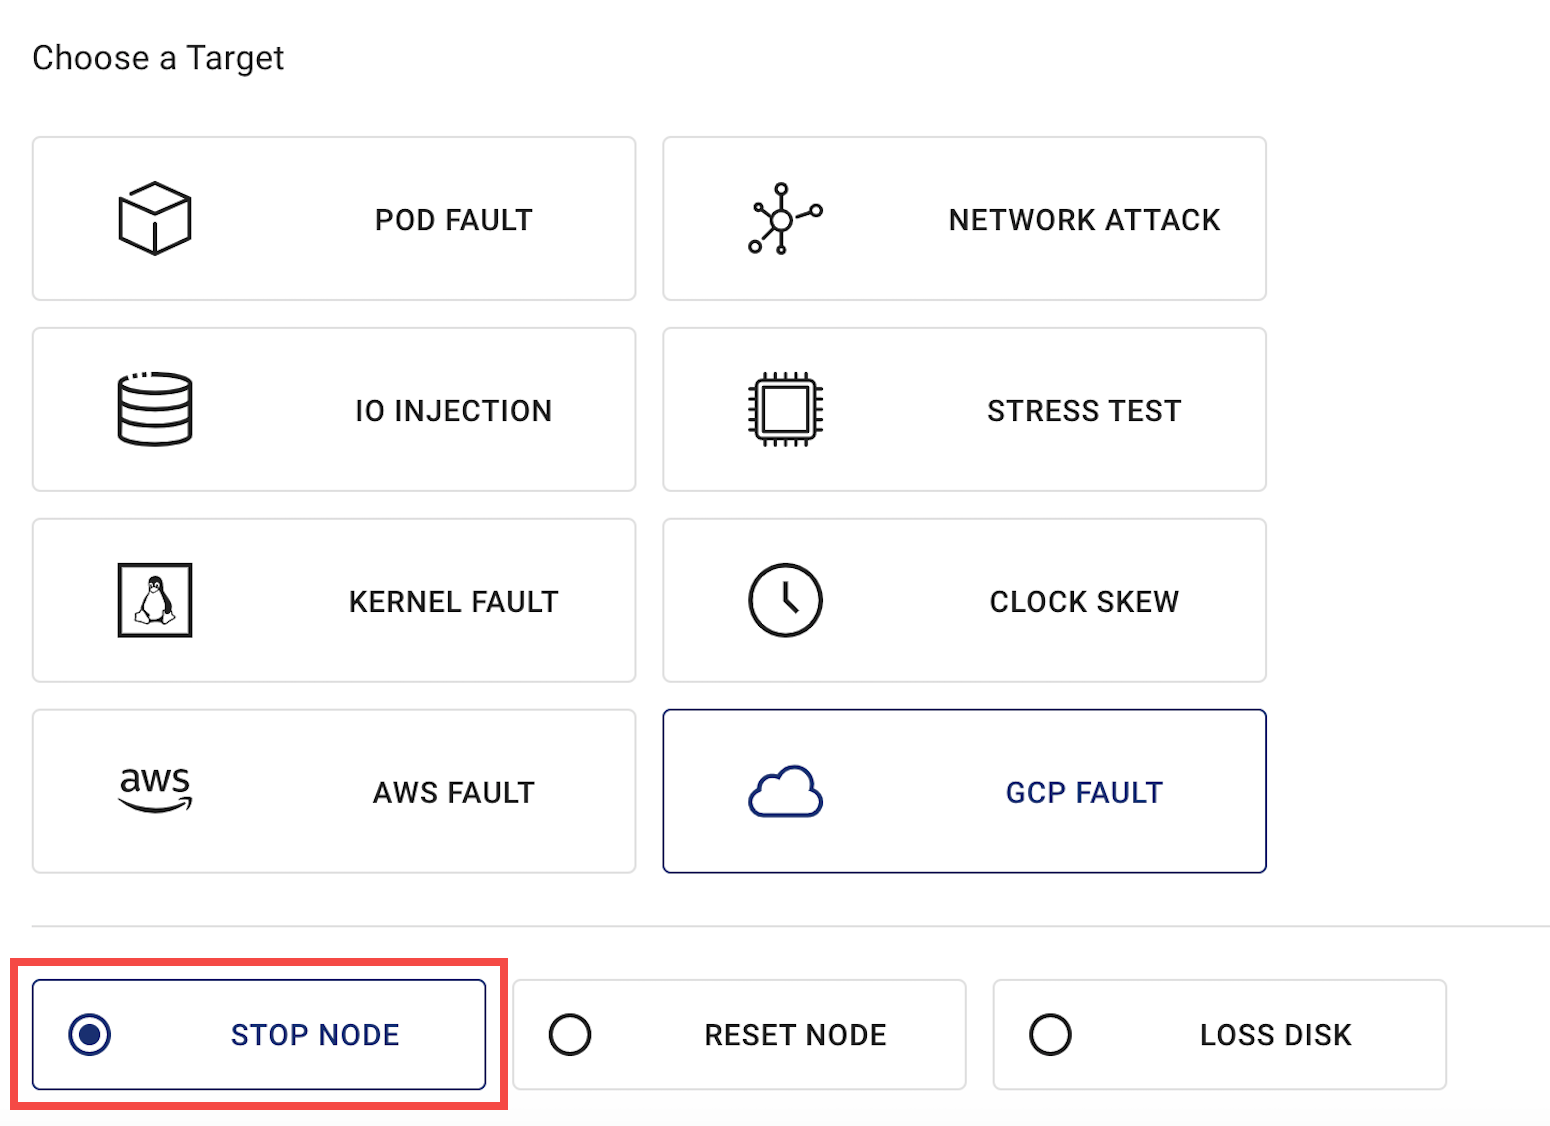 Choose a Target
POD FAULT
NETWORK ATTACK
IO INJECTION
STRESS TEST
KERNEL FAULT
CLOCK SKEW
aws
AWS FAULT
GCP FAULT
STOP NODE
RESET NODE
LOSS DISK